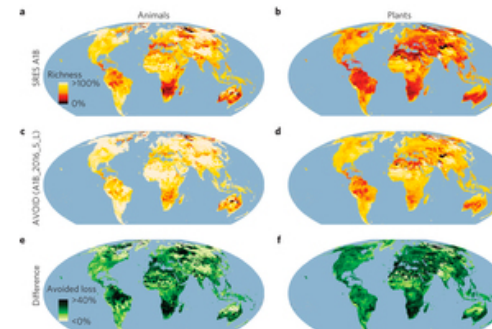 Animals
Plants
a
b
SRES A1B
Richness
>100%
0%
c
d
AVOID (A1B_2016_5_L)
e
f
Difference
Avoided loss
>40%
<0%